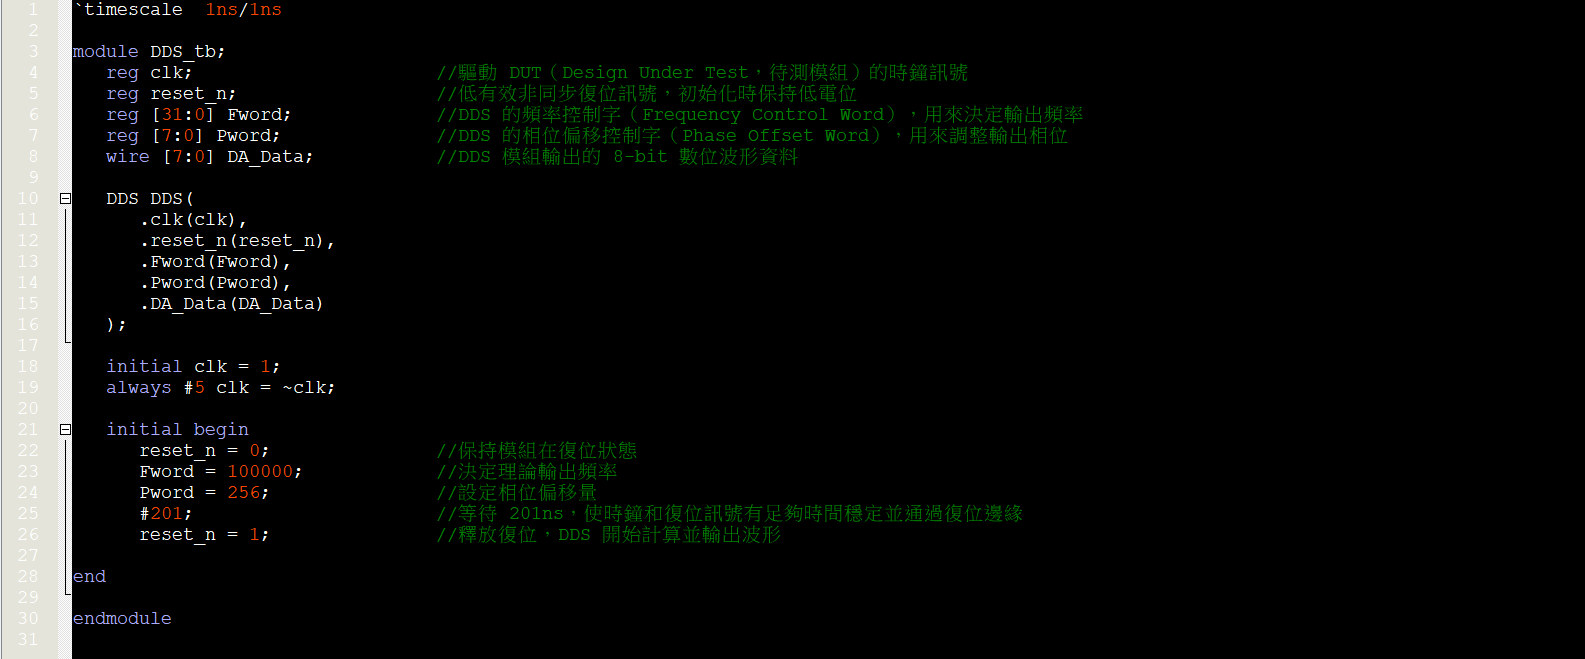 1 `timescale  1ns/1ns
2
3 module DDS_tb;
4    reg clk;                      //驅動 DUT（Design Under Test，待測模組）的時鐘訊號
5    reg reset_n;                  //低有效非同步復位訊號，初始化時保持低電位
6    reg [31:0] Fword;             //DDS 的頻率控制字（Frequency Control Word），用來決定輸出頻率
7    reg [7:0] Pword;              //DDS 的相位偏移控制字（Phase Offset Word），用來調整輸出相位
8    wire [7:0] DA_Data;           //DDS 模組輸出的 8-bit 數位波形資料
9
10    DDS DDS(
11       .clk(clk),
12       .reset_n(reset_n),
13       .Fword(Fword),
14       .Pword(Pword),
15       .DA_Data(DA_Data)
16    );
17
18    initial clk = 1;
19    always #5 clk = ~clk;
20
21    initial begin
22       reset_n = 0;               //保持模組在復位狀態
23       Fword = 100000;            //決定理論輸出頻率
24       Pword = 256;               //設定相位偏移量
25       #201;                      //等待 201ns，使時鐘和復位訊號有足夠時間穩定並通過復位邊緣
26       reset_n = 1;               //釋放復位，DDS 開始計算並輸出波形
27
28 end
29
30 endmodule
31